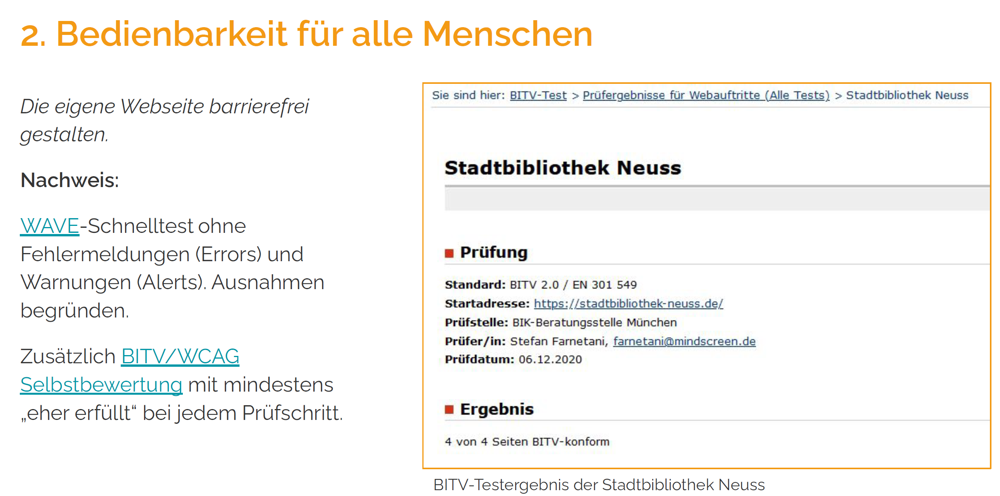 2. Bedienbarkeit für alle Menschen
Die eigene Webseite barrierefrei
gestalten.
Nachweis:
WAVE-Schnelltest ohne
Fehlermeldungen (Errors) und
Warnungen (Alerts). Ausnahmen
begründen.
Zusätzlich BITV/WCAG
Selbstbewertung mit mindestens
„eher erfüllt“ bei jedem Prüfschritt.
Sie sind hier: BITV-Test > Prüfergebnisse für Webauftritte (Alle Tests) > Stadtbibliothek Neuss
Stadtbibliothek Neuss
Prüfung
Standard: BITV 2.0 / EN 301 549
Startadresse: https://stadtbibliothek-neuss.de/
Prüfstelle: BIK-Beratungsstelle München
Prüfer/in: Stefan Farnetani, farnetani@mindscreen.de
Prüfdatum: 06.12.2020
Ergebnis
4 von 4 Seiten BITV-konform
BITV-Testergebnis der Stadtbibliothek Neuss